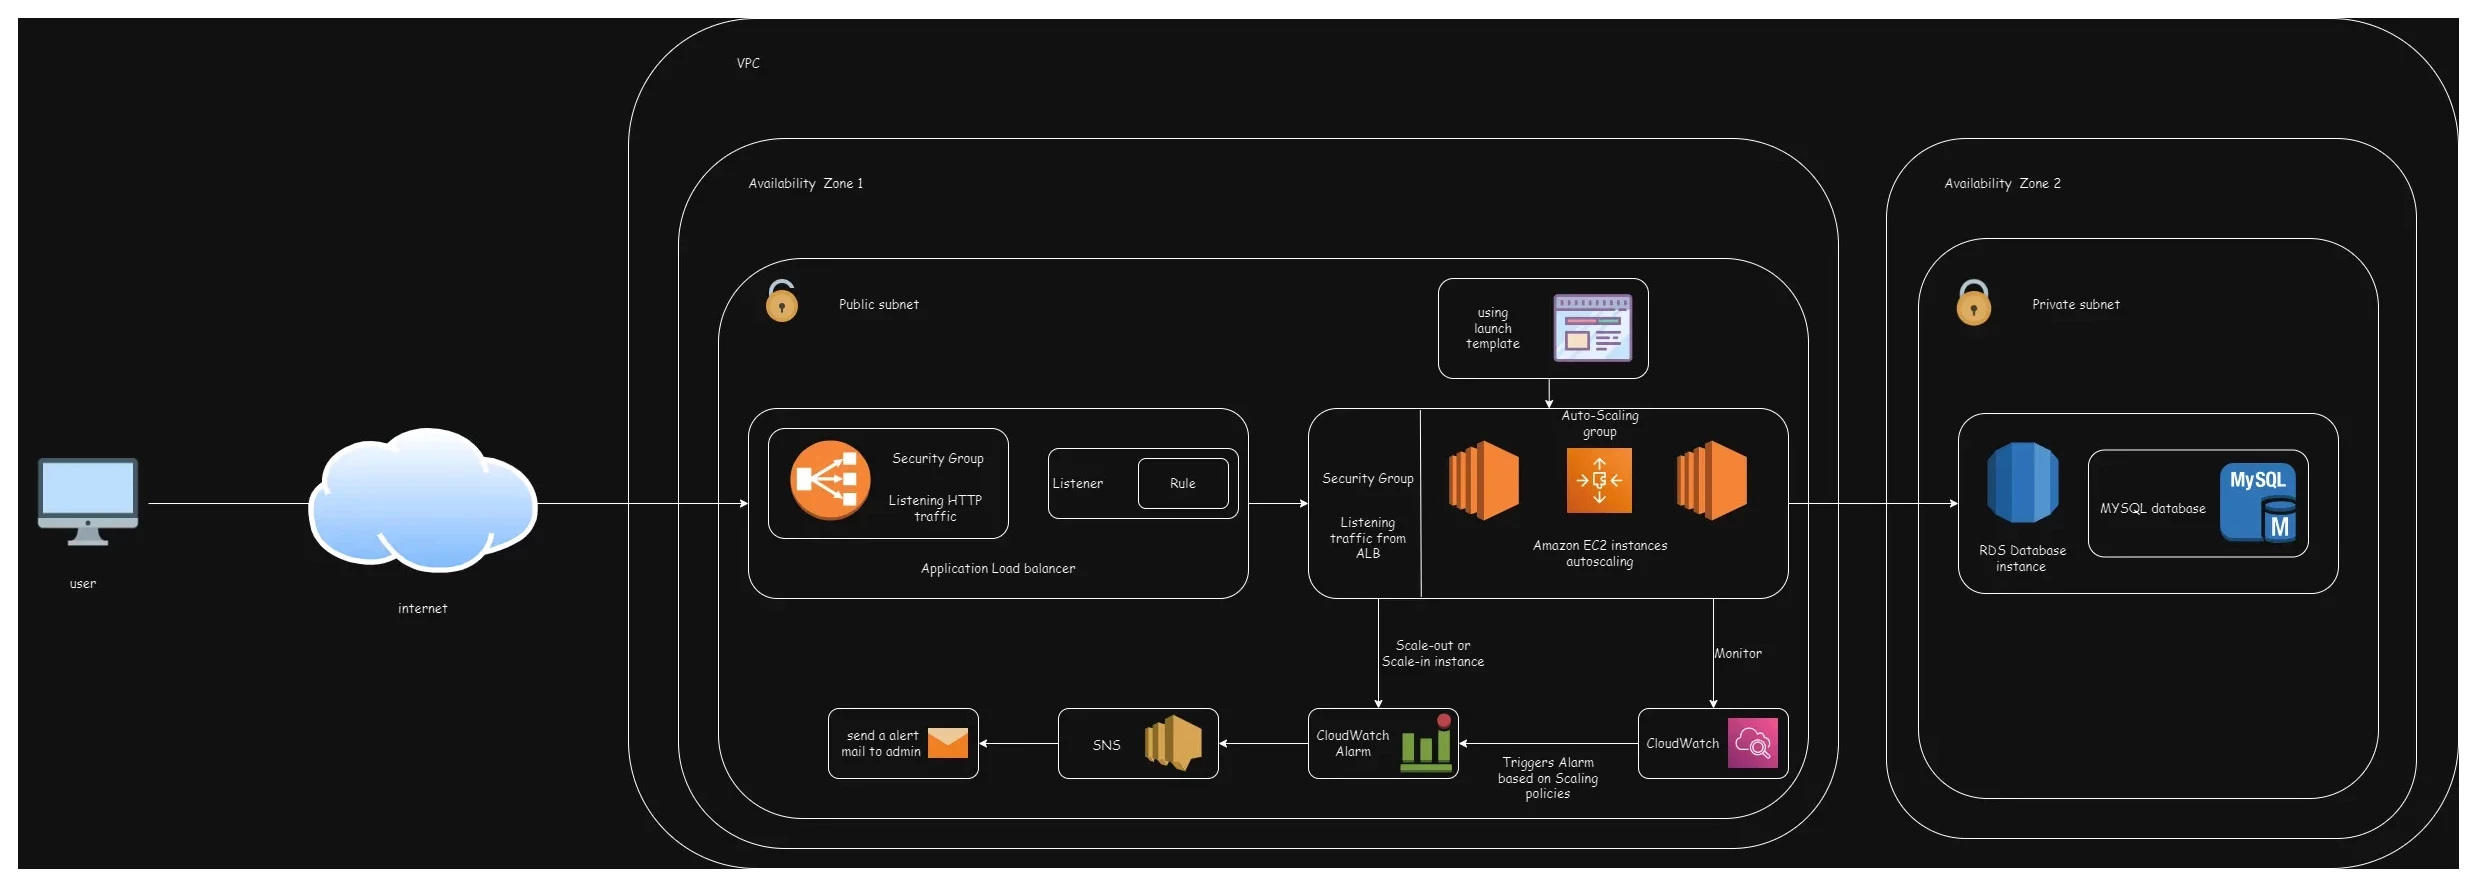 VPC
Availability Zone 1
Availability Zone 2
Public subnet
Private subnet
using
launch
template
Auto-Scaling
group
Security Group
Listening HTTP
traffic
Listener
Rule
Application Load balancer
Security Group
Listening
traffic from
ALB
Amazon EC2 instances
autoscaling
RDS Database
instance
MYSQL database
MySQL
M
user
internet
Scale-out or
Scale-in instance
Monitor
send a alert
mail to admin
SNS
CloudWatch
Alarm
Triggers Alarm
based on Scaling
policies
CloudWatch